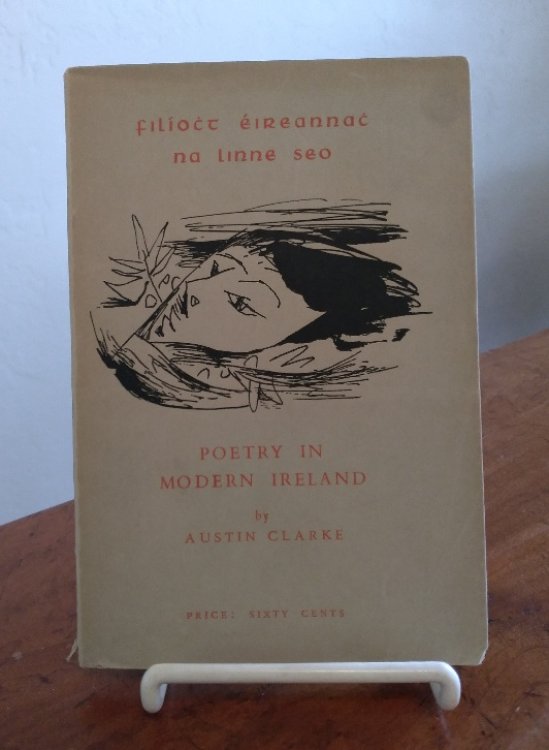 filíoċt éireannaċ
na linne seo
POETRY IN
MODERN IRELAND
by
AUSTIN CLARKE
PRICE: SIXTY CENTS